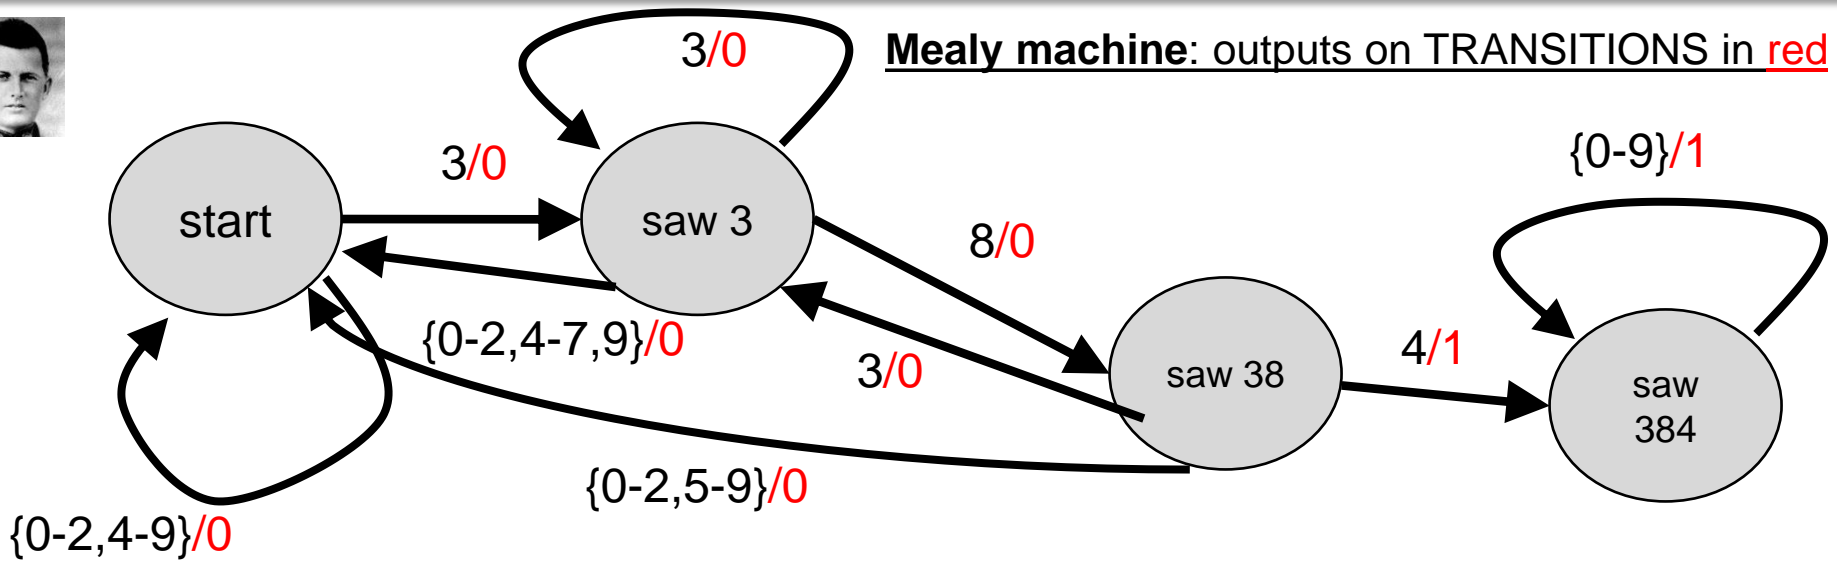 Mealy machine: outputs on TRANSITIONS in red
3/0
{0-9}/1
3/0
start
saw 3
8/0
{0-2,4-7,9}/0
3/0
4/1
saw 38
saw
384
{0-2,5-9}/0
{0-2,4-9}/0